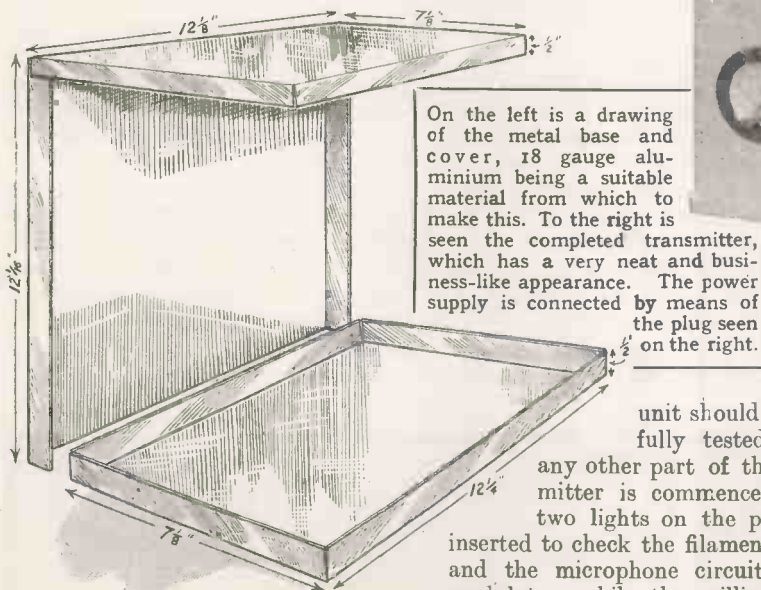 12⅛"
7⅛"
½"
12 1/16"
On the left is a drawing
of the metal base and
cover, 18 gauge alu-
minium being a suitable
material from which to
make this. To the right is
seen the completed transmitter,
which has a very neat and busi-
ness-like appearance. The power
supply is connected by means of
the plug seen
on the right.
½"
12¼"
7⅛"
unit should
fully tested
any other part of th
mitter is commence
two lights on the p
inserted to check the filamen
and the microphone circuit